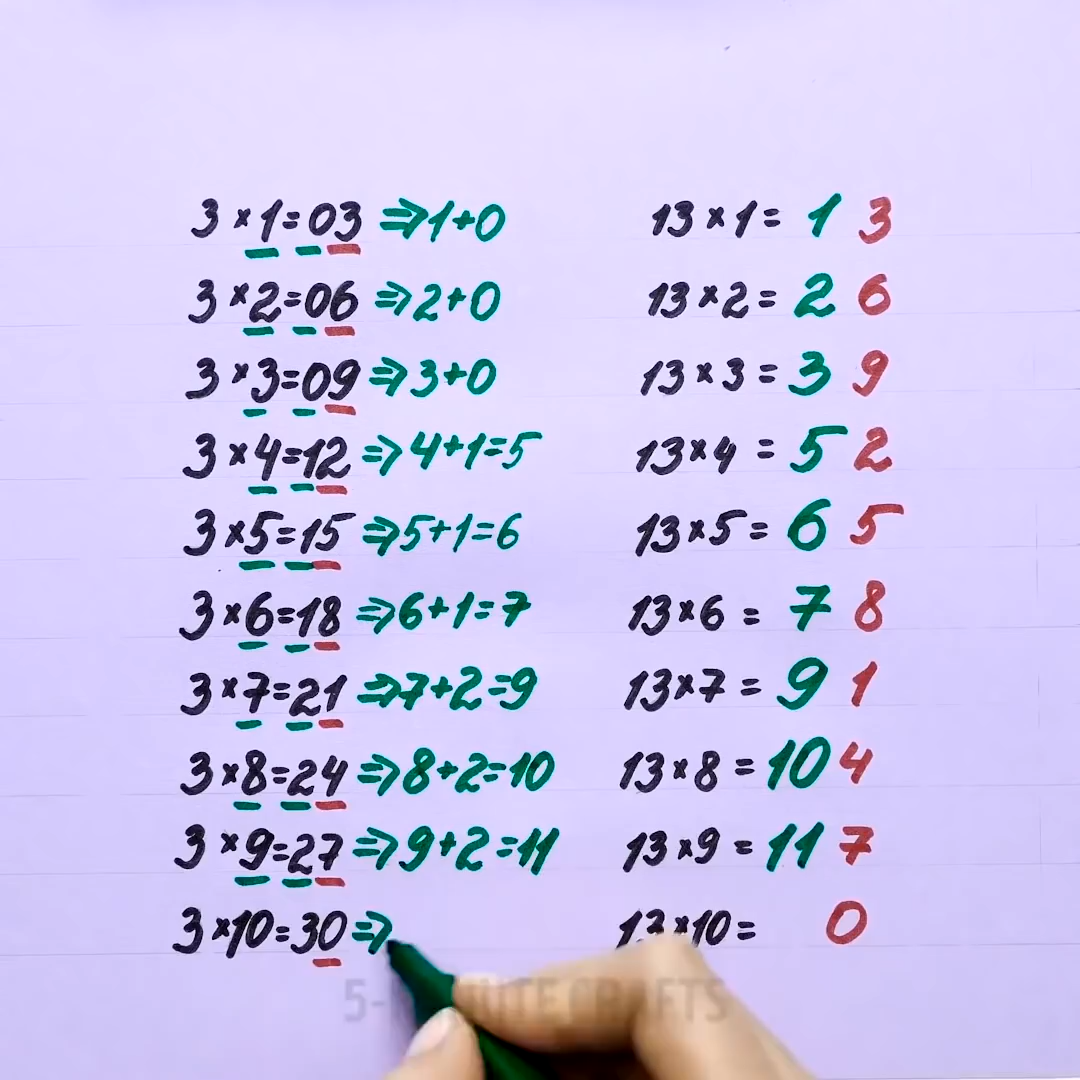 3 × 1 = 03 ⇒ 1+0 13 × 1 = 1 3
3 × 2 = 06 ⇒ 2+0 13 × 2 = 2 6
3 × 3 = 09 ⇒ 3+0 13 × 3 = 3 9
3 × 4 = 12 ⇒ 4+1=5 13 × 4 = 5 2
3 × 5 = 15 ⇒ 5+1=6 13 × 5 = 6 5
3 × 6 = 18 ⇒ 6+1=7 13 × 6 = 7 8
3 × 7 = 21 ⇒ 7+2=9 13 × 7 = 9 1
3 × 8 = 24 ⇒ 8+2=10 13 × 8 = 10 4
3 × 9 = 27 ⇒ 9+2=11 13 × 9 = 11 7
3 × 10 = 30 ⇒ 13 × 10 = 0
5-MINUTE CRAFTS